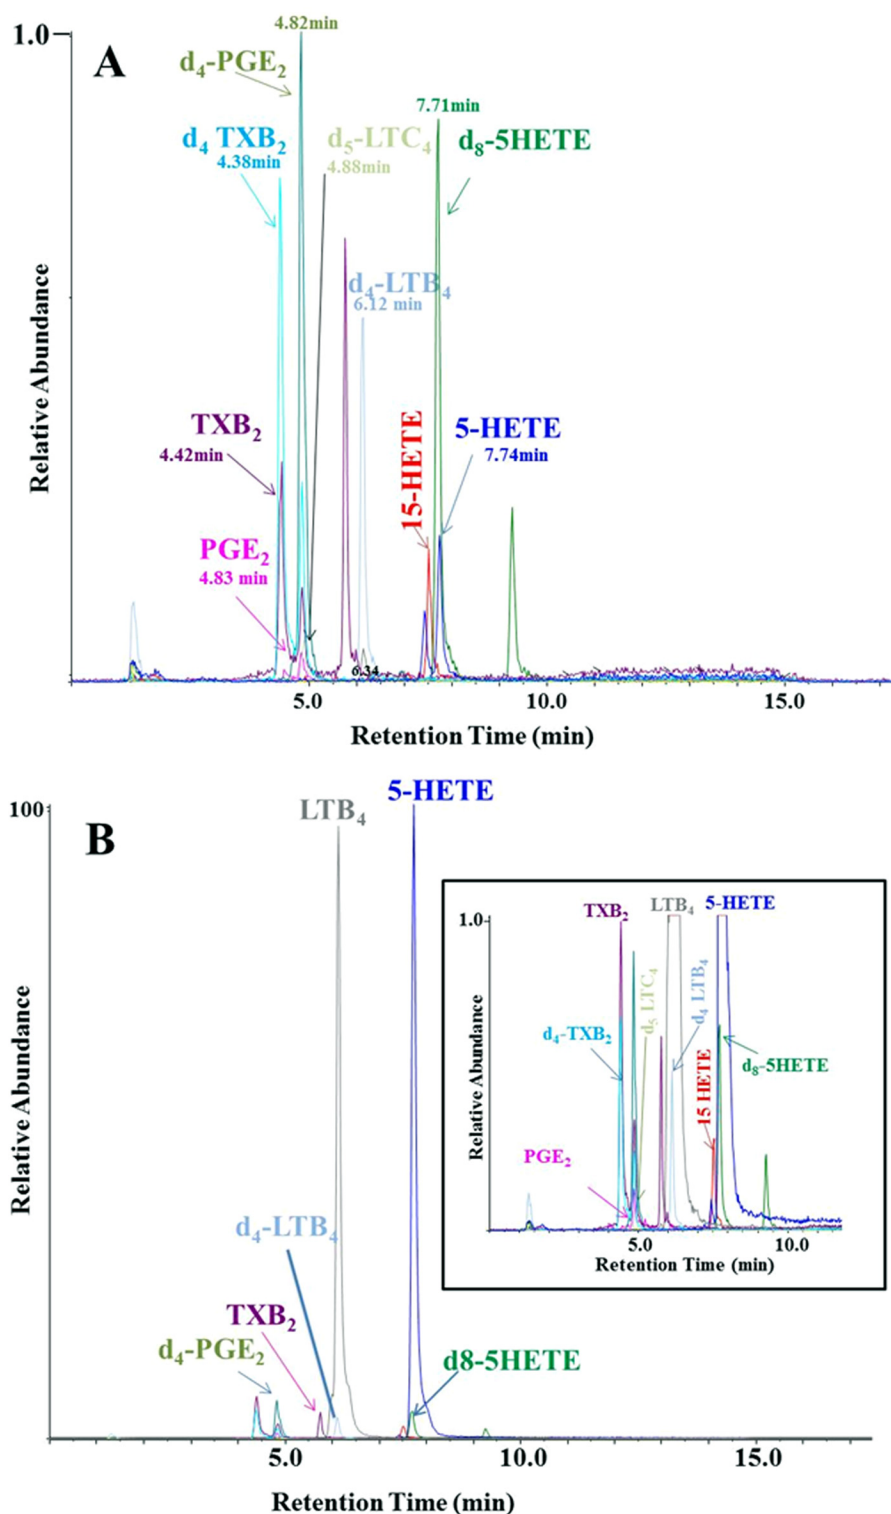 1.0
A
4.82min
d₄-PGE₂
d₄ TXB₂
4.38min
d₅-LTC₄
4.88min
7.71min
d₈-5HETE
d₄-LTB₄
6.12 min
TXB₂
4.42min
15-HETE
5-HETE
7.74min
PGE₂
4.83 min
6.34
Relative Abundance
5.0 10.0 15.0
Retention Time (min)
100
B
LTB₄
5-HETE
d₄-LTB₄
TXB₂
d₄-PGE₂
d8-5HETE
Relative Abundance
5.0 10.0 15.0
Retention Time (min)
1.0
TXB₂
LTB₄
5-HETE
d₅ LTC₄
d₄ LTB₄
d₄-TXB₂
15 HETE
d₈-5HETE
PGE₂
Relative Abundance
5.0 10.0
Retention Time (min)